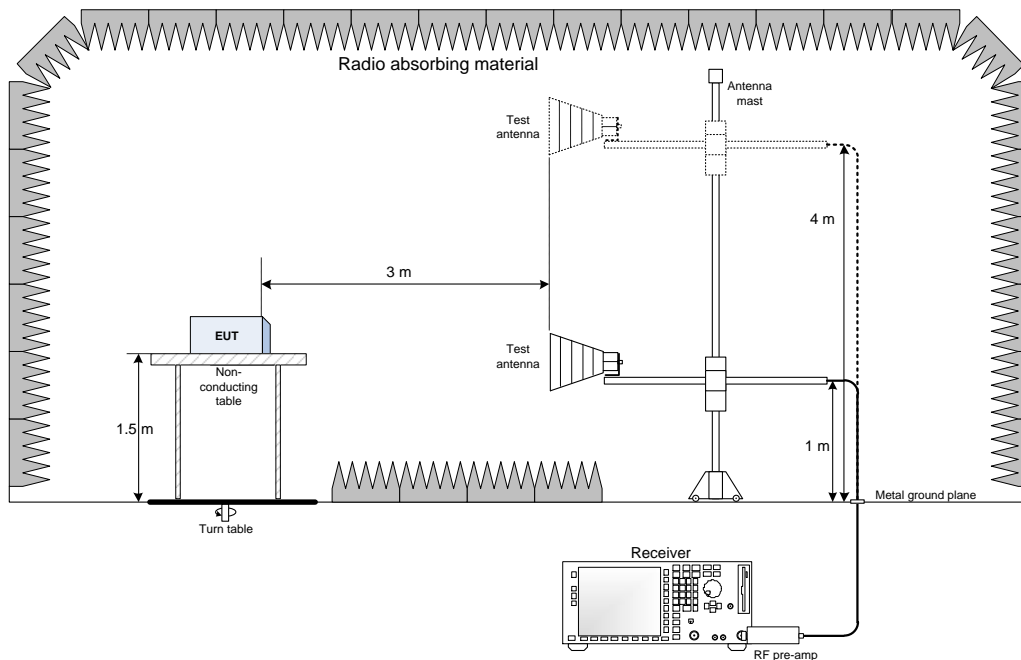 Radio absorbing material
Antenna
mast
Test
antenna
4 m
3 m
EUT
Test
antenna
Non-
conducting
table
1.5 m
1 m
Metal ground plane
Turn table
Receiver
RF pre-amp